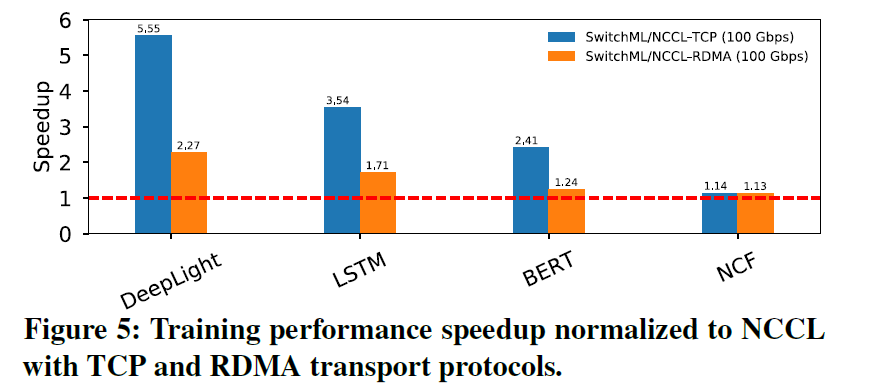 6
5
4
3
2
1
0
Speedup
5,55
2,27
3,54
1,71
2,41
1.24
1.14
1.13
SwitchML/NCCL–TCP (100 Gbps)
SwitchML/NCCL–RDMA (100 Gbps)
DeepLight
LSTM
BERT
NCF
Figure 5: Training performance speedup normalized to NCCL
with TCP and RDMA transport protocols.